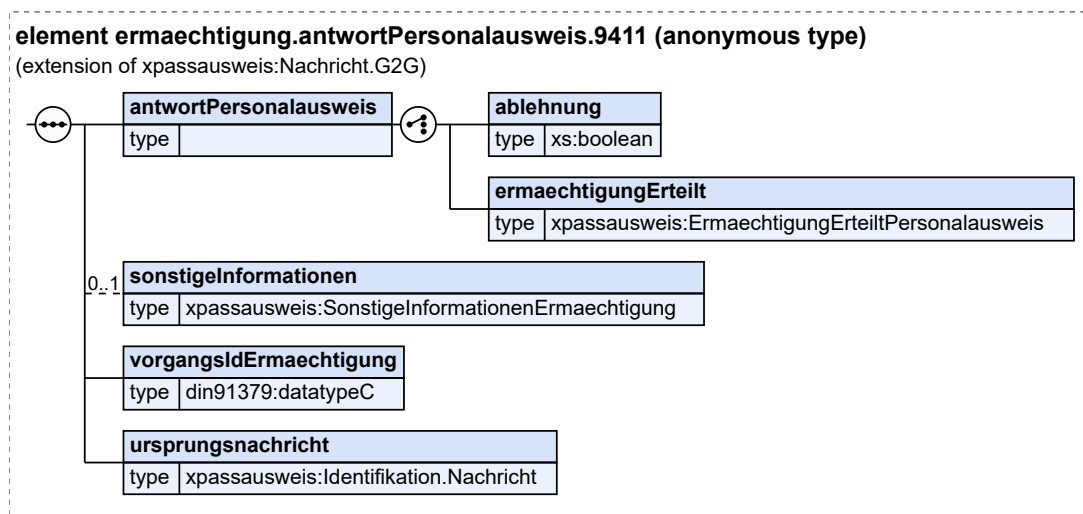 element ermaechtigung.antwortPersonalausweis.9411 (anonymous type)
(extension of xpassausweis:Nachricht.G2G)
antwortPersonalausweis
type
ablehnung
type xs:boolean
ermaechtigungErteilt
type xpassausweis:ErmaechtigungErteiltPersonalausweis
0..1
sonstigeInformationen
type xpassausweis:SonstigeInformationenErmaechtigung
vorgangsIdErmaechtigung
type din91379:datatypeC
ursprungsnachricht
type xpassausweis:Identifikation.Nachricht